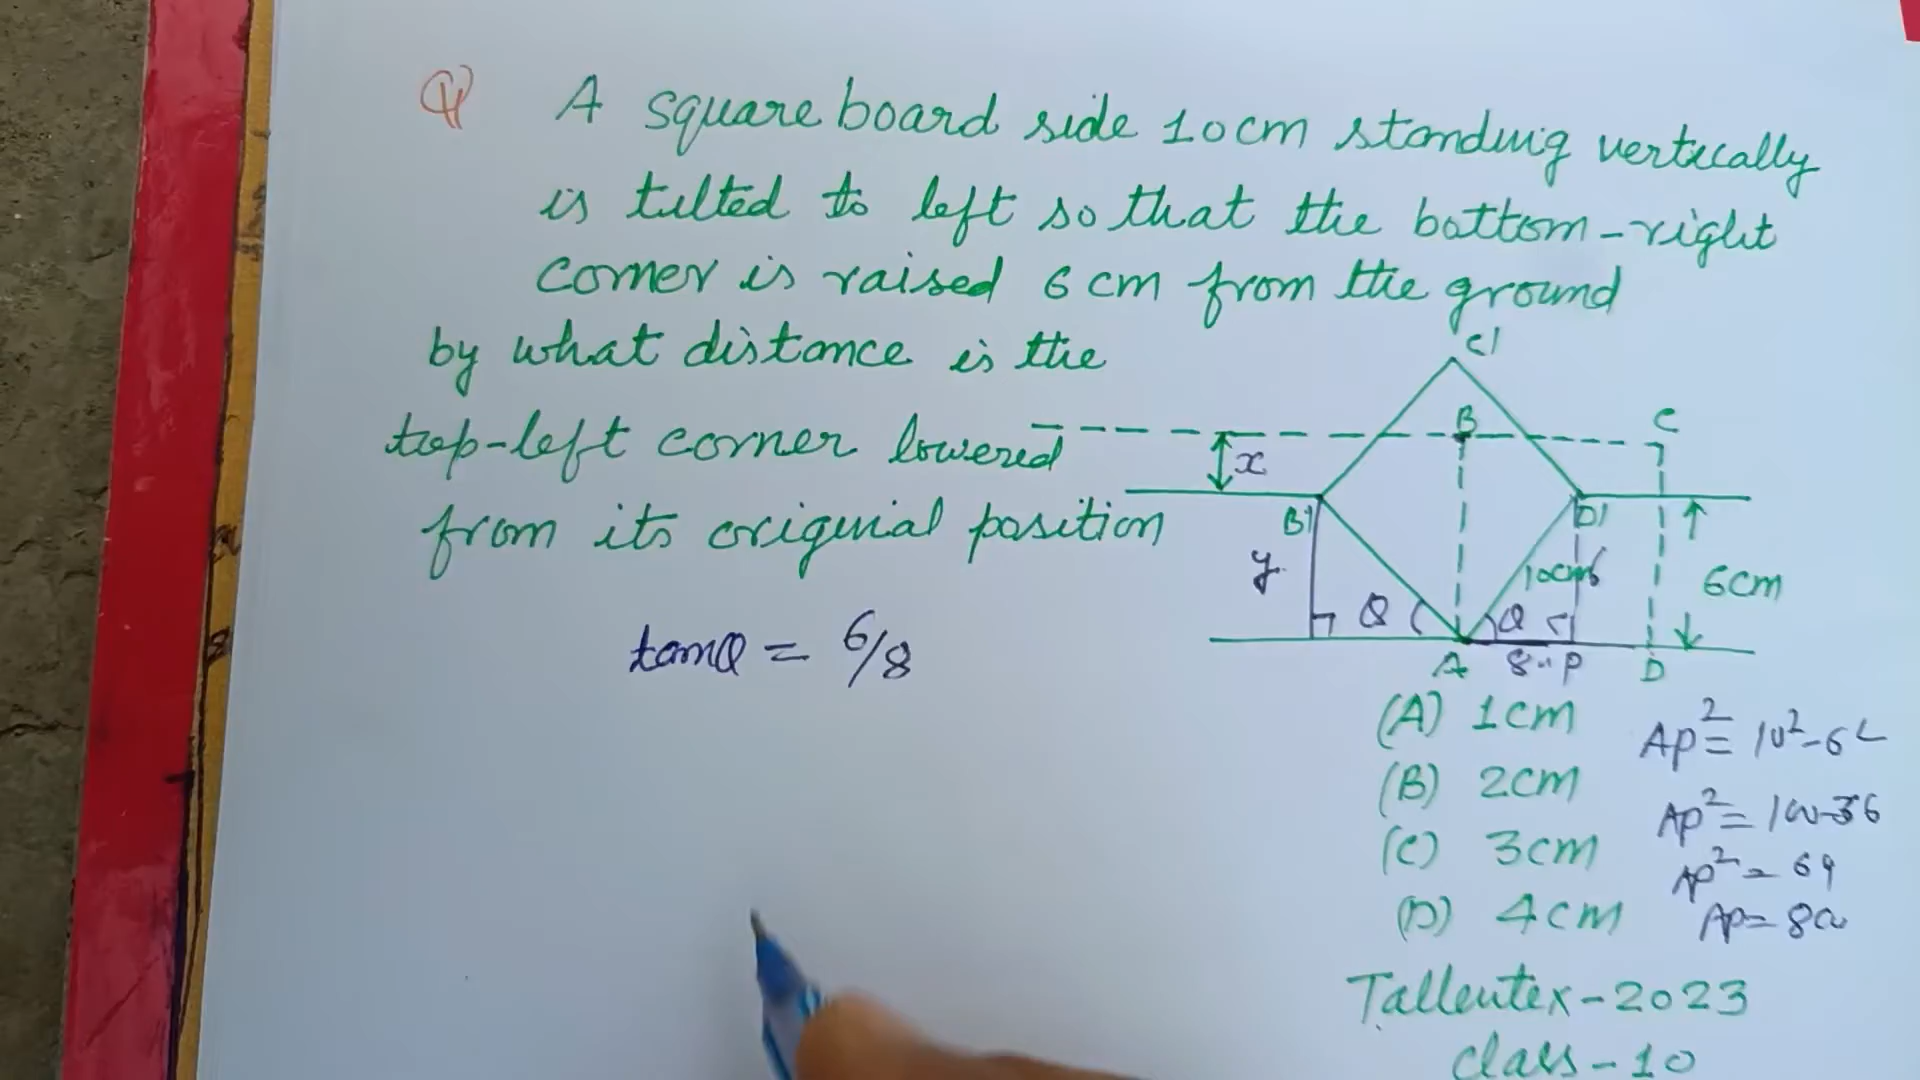 Q A square board side 10cm standing vertically
is tilted to left so that the bottom-right
corner is raised 6cm from the ground
by what distance is the
top-left corner lowered
from its original position
C'
B
C
x
B'
D'
y
10cm
6
6cm
θ
θ
A
8
P
D
tanθ = 6/8
(A) 1cm
(B) 2cm
(C) 3cm
(D) 4cm
AP² = 10²-6²
AP² = 100-36
AP² = 64
AP = 8
Tallentex-2023
Class-10